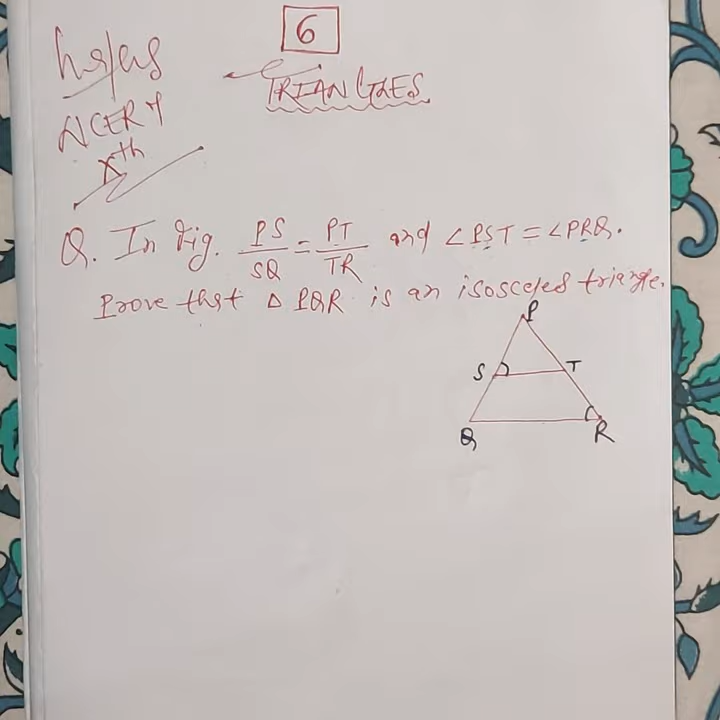 6
TRIANGLES
NCERT
Xth
Q. In Fig. PS/SQ = PT/TR and ∠PST = ∠PRQ.
Prove that △ PQR is an isosceles triangle.
P
S T
Q R